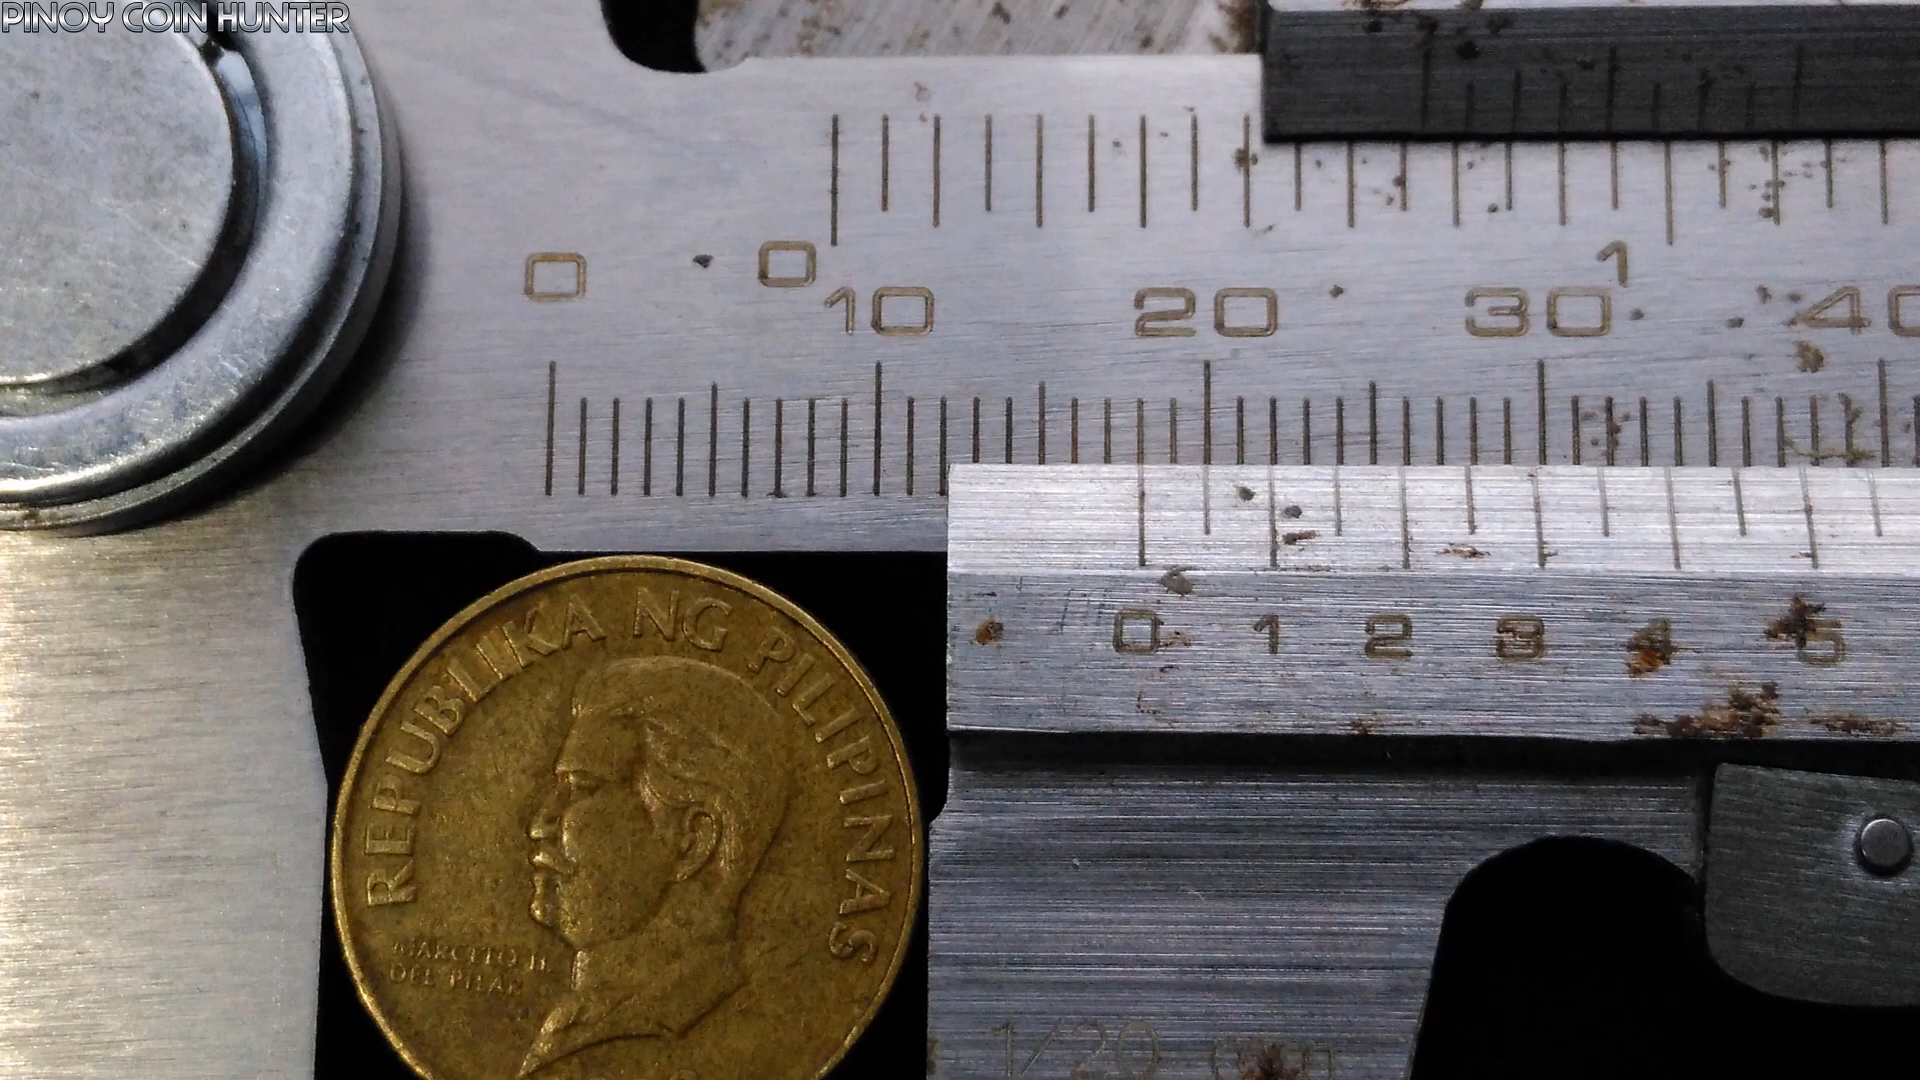 PINOY COIN HUNTER
0 1
0 10 20 30 40
0 1 2 3 4 5
REPUBLIKA NG PILIPINAS
MARCELO H.
DEL PILAR
1/20